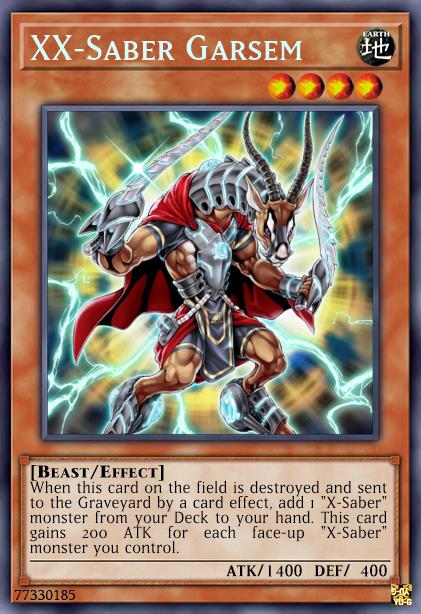 XX-Saber Garsem
EARTH
地
[Beast/Effect]
When this card on the field is destroyed and sent
to the Graveyard by a card effect, add 1 "X-Saber"
monster from your Deck to your hand. This card
gains 200 ATK for each face-up "X-Saber"
monster you control.
ATK/1400 DEF/ 400
77330185